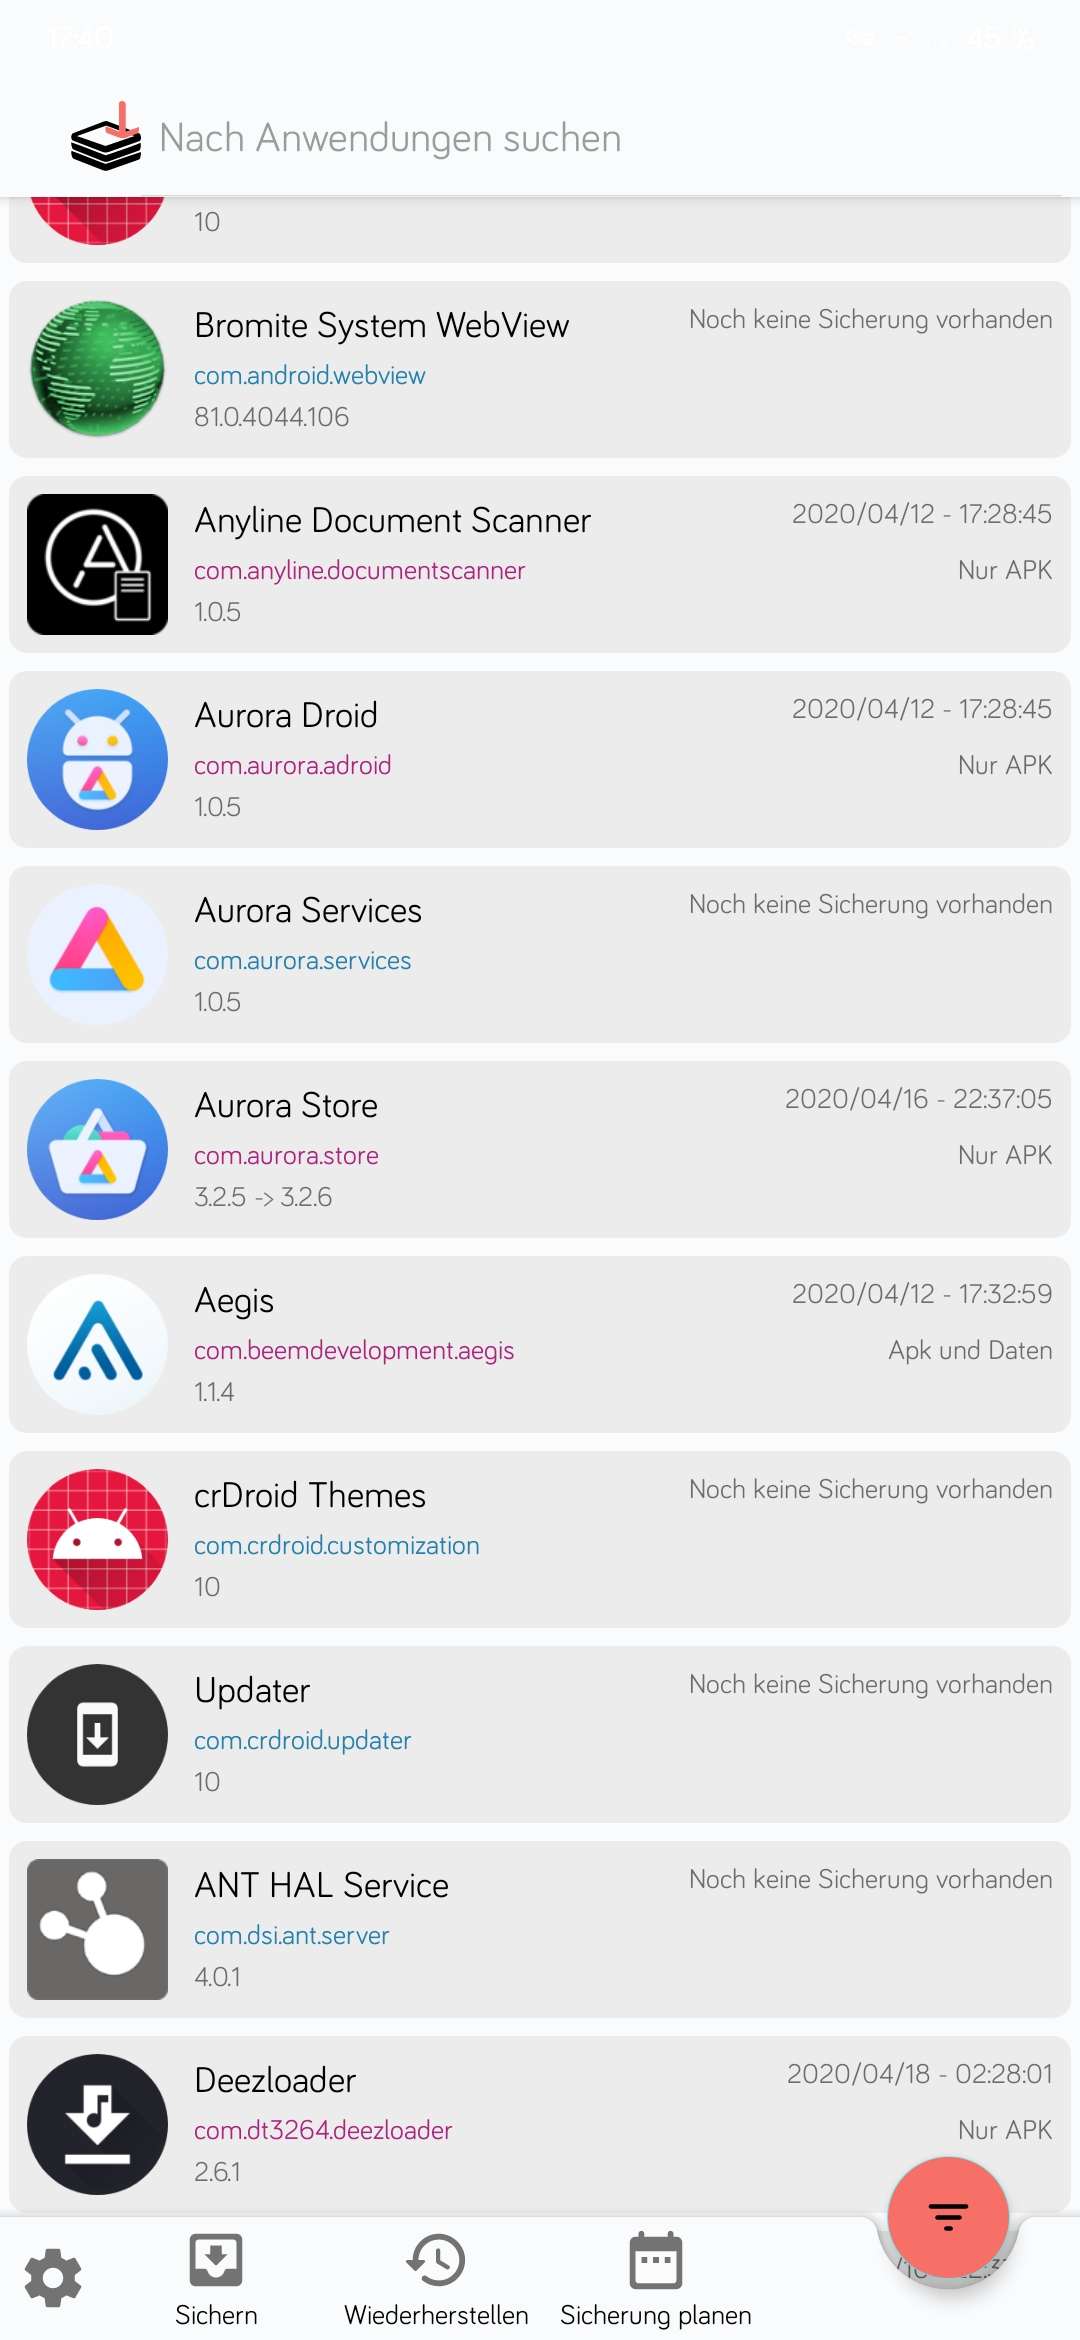 17:40 45 %
Nach Anwendungen suchen
10
Bromite System WebView
Noch keine Sicherung vorhanden
com.android.webview
81.0.4044.106
Anyline Document Scanner
2020/04/12 - 17:28:45
com.anyline.documentscanner
Nur APK
1.0.5
Aurora Droid
2020/04/12 - 17:28:45
com.aurora.adroid
Nur APK
1.0.5
Aurora Services
Noch keine Sicherung vorhanden
com.aurora.services
1.0.5
Aurora Store
2020/04/16 - 22:37:05
com.aurora.store
Nur APK
3.2.5 -> 3.2.6
Aegis
2020/04/12 - 17:32:59
com.beemdevelopment.aegis
Apk und Daten
1.1.4
crDroid Themes
Noch keine Sicherung vorhanden
com.crdroid.customization
10
Updater
Noch keine Sicherung vorhanden
com.crdroid.updater
10
ANT HAL Service
Noch keine Sicherung vorhanden
com.dsi.ant.server
4.0.1
Deezloader
2020/04/18 - 02:28:01
com.dt3264.deezloader
Nur APK
2.6.1
Sichern
Wiederherstellen
Sicherung planen